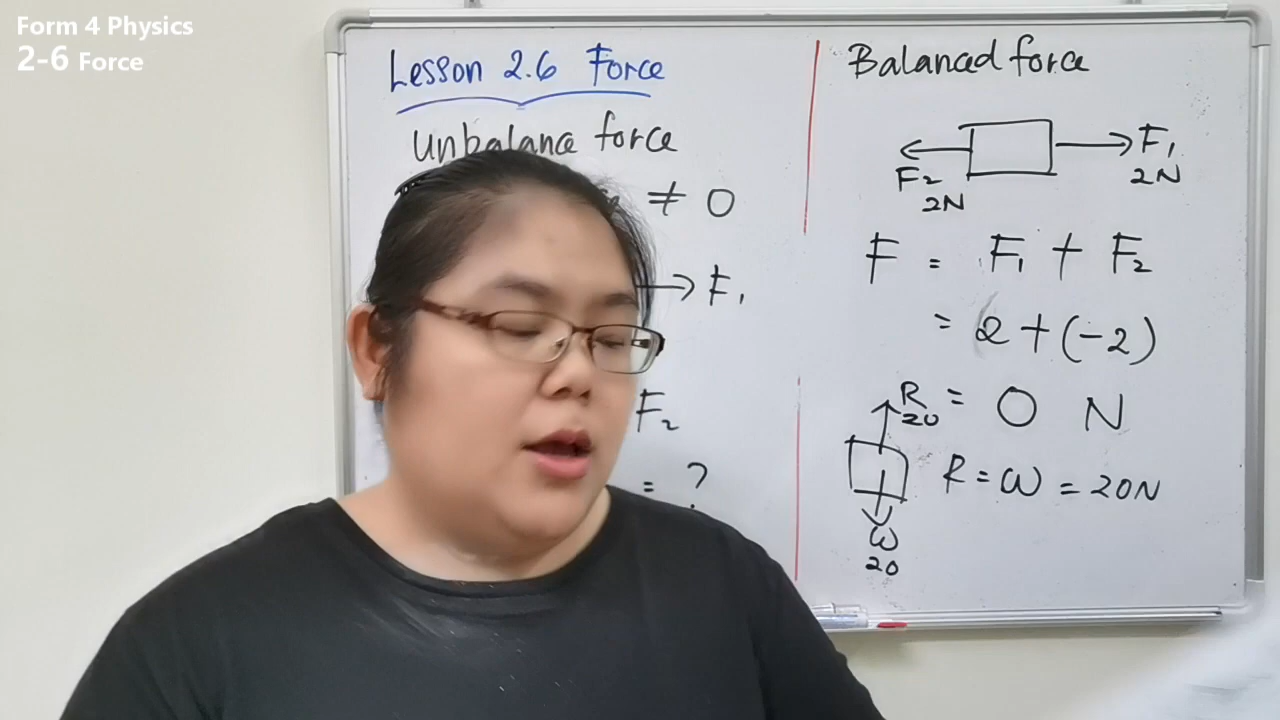 Form 4 Physics
2-6 Force
Lesson 2.6 Force
Unbalance force
≠ 0
F₁
F₂
= ?
Balanced force
F₂
2N
F₁
2N
F = F₁ + F₂
= 2 + (-2)
= 0 N
R
20
R = W = 20N
W
20